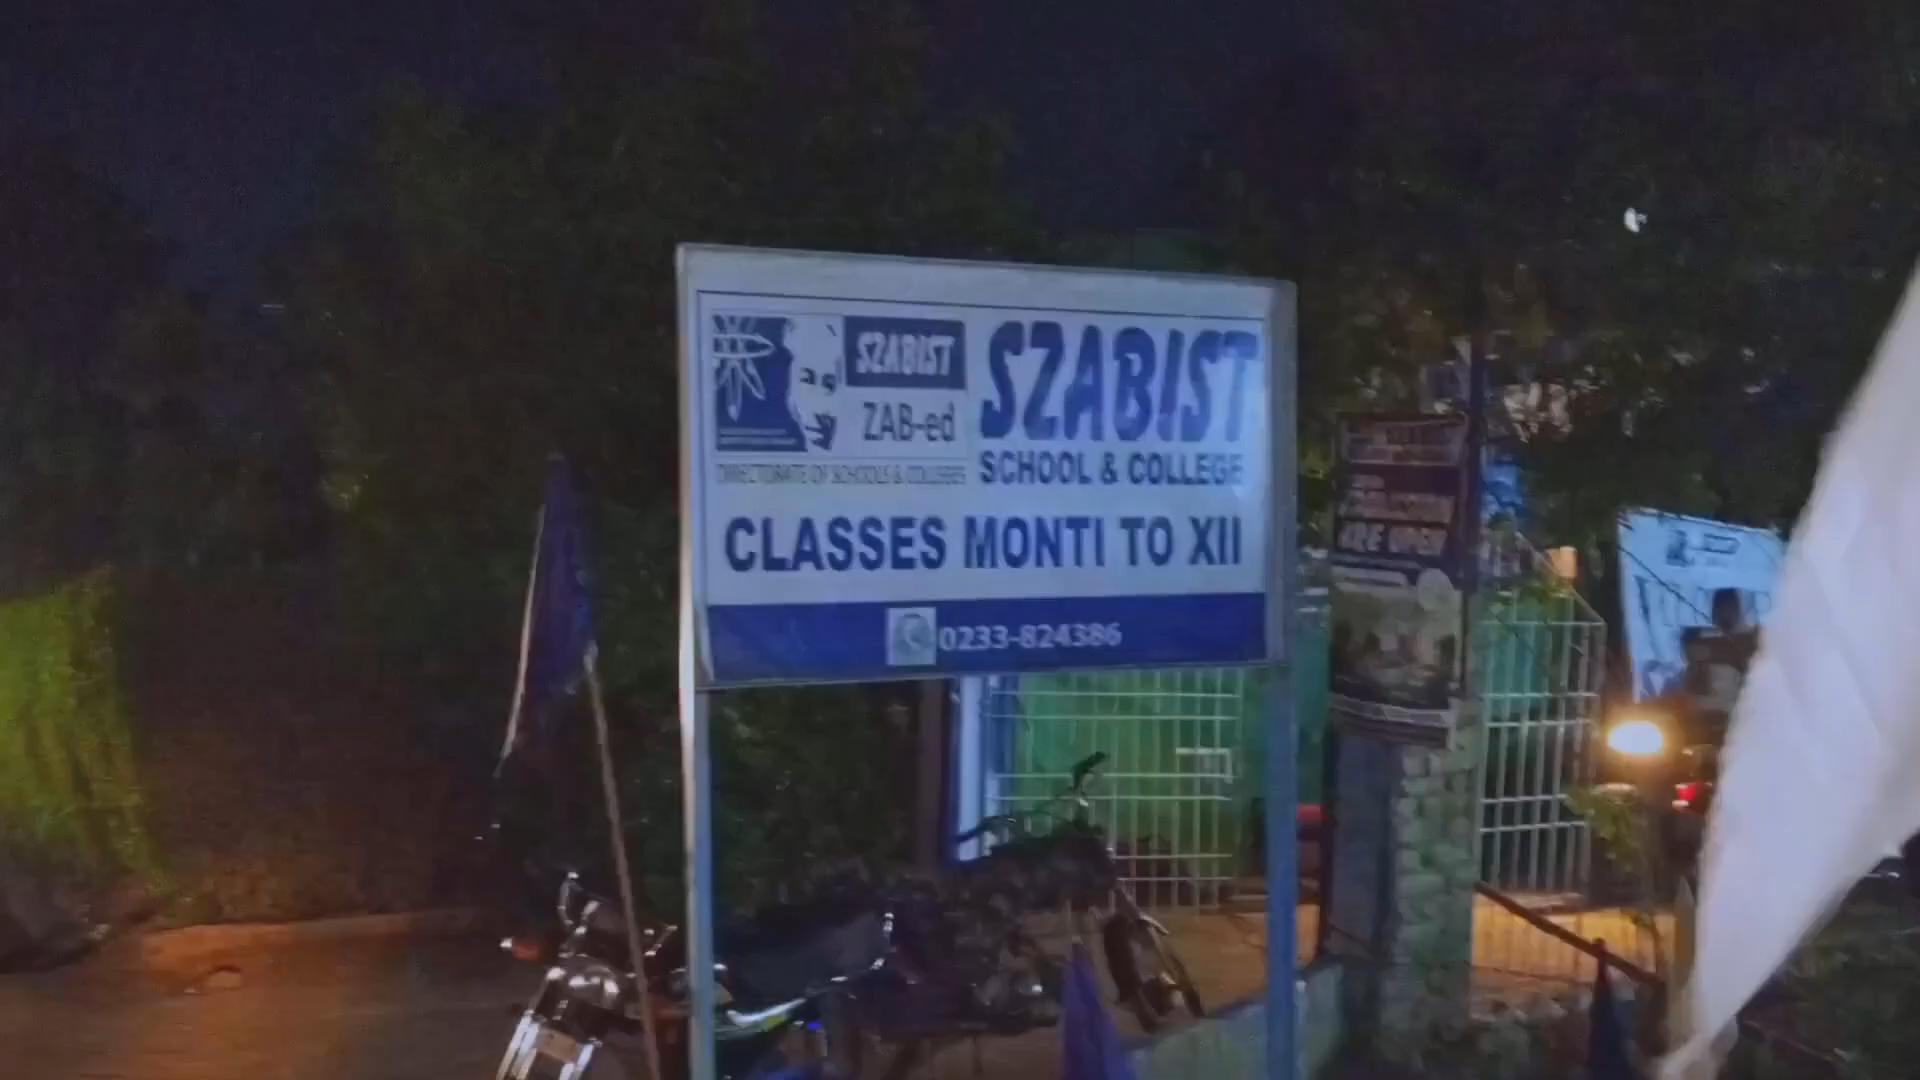 SZABIST
ZAB-ed
DIRECTORATE OF SCHOOLS & COLLEGES
SZABIST
SCHOOL & COLLEGE
CLASSES MONTI TO XII
0233-824386
ARE OPEN